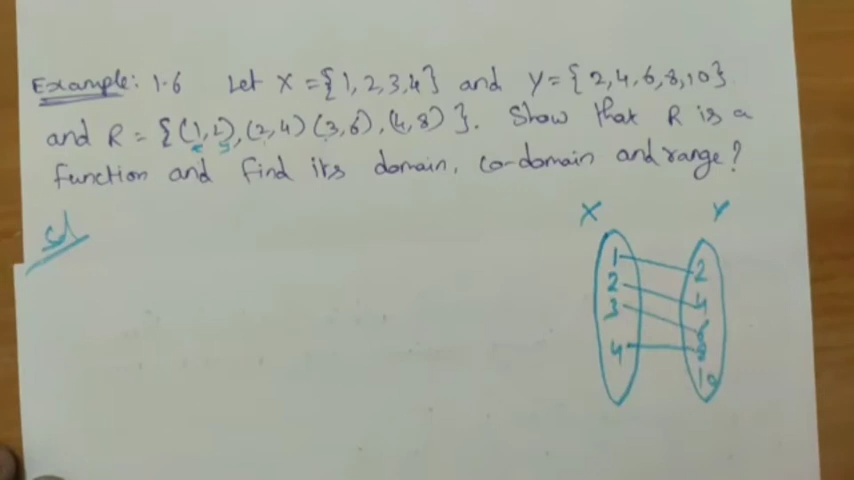 Example: 1.6 Let X = {1,2,3,4} and Y = {2,4,6,8,10}
and R = {(1,2), (2,4) (3,6), (4,8)}. Show that R is a
function and find its domain, co-domain and range?
Sol
X Y
1 2
2 4
3 6
4 8
10